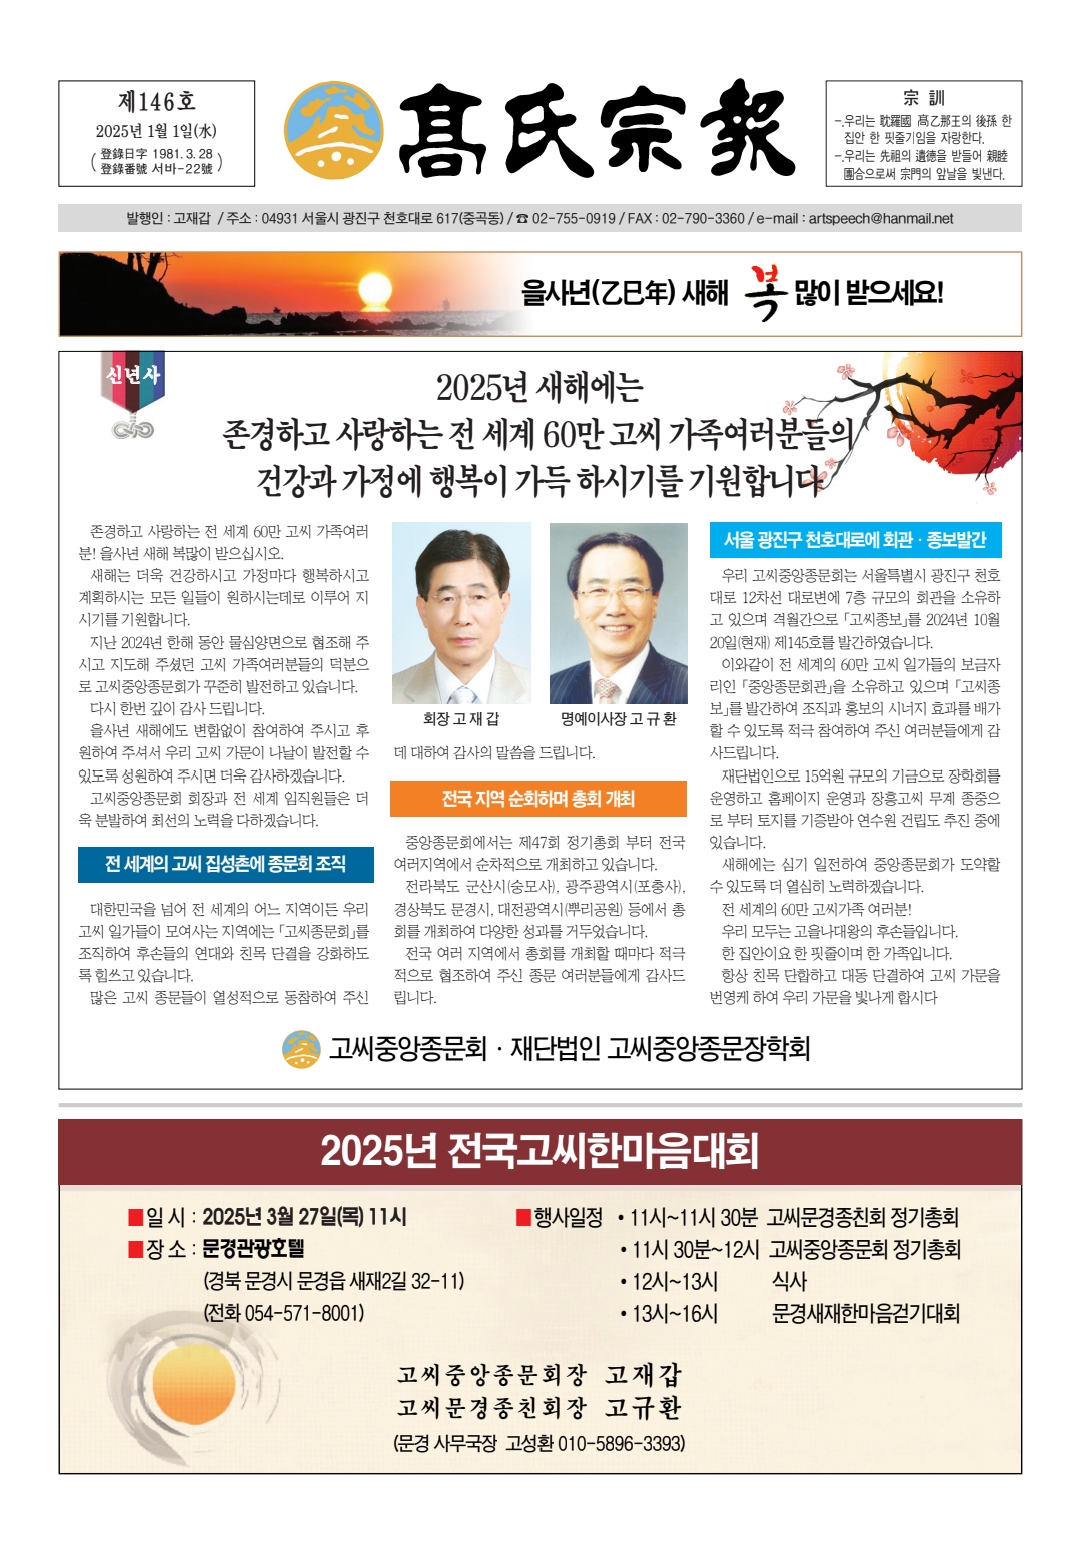 제146호
2025년 1월 1일(水)
(登錄日字 1981. 3. 28
登錄番號 서바-22號)
髙氏宗報
宗 訓
-.우리는 耽羅國 髙乙那王의 後孫 한
집안 한 핏줄기임을 자랑한다.
-.우리는 先祖의 遺德을 받들어 親睦
團合으로써 宗門의 앞날을 빛낸다.
발행인 : 고재갑 / 주소 : 04931 서울시 광진구 천호대로 617(중곡동) / ☎ 02-755-0919 / FAX : 02-790-3360 / e-mail : artspeech@hanmail.net
을사년(乙巳年) 새해 복 많이 받으세요!
신년사
2025년 새해에는
존경하고 사랑하는 전 세계 60만 고씨 가족여러분들의
건강과 가정에 행복이 가득 하시기를 기원합니다
존경하고 사랑하는 전 세계 60만 고씨 가족여러
분! 을사년 새해 복많이 받으십시오.
새해는 더욱 건강하시고 가정마다 행복하시고
계획하시는 모든 일들이 원하시는데로 이루어 지
시기를 기원합니다.
지난 2024년 한해 동안 물심양면으로 협조해 주
시고 지도해 주셨던 고씨 가족여러분들의 덕분으
로 고씨중앙종문회가 꾸준히 발전하고 있습니다.
다시 한번 깊이 감사 드립니다.
을사년 새해에도 변함없이 참여하여 주시고 후
원하여 주셔서 우리 고씨 가문이 나날이 발전할 수
있도록 성원하여 주시면 더욱 감사하겠습니다.
고씨중앙종문회 회장과 전 세계 임직원들은 더
욱 분발하여 최선의 노력을 다하겠습니다.
전 세계의 고씨 집성촌에 종문회 조직
대한민국을 넘어 전 세계의 어느 지역이든 우리
고씨 일가들이 모여사는 지역에는 「고씨종문회」를
조직하여 후손들의 연대와 친목 단결을 강화하도
록 힘쓰고 있습니다.
많은 고씨 종문들이 열성적으로 동참하여 주신
회장 고 재 갑
명예이사장 고 규 환
데 대하여 감사의 말씀을 드립니다.
전국 지역 순회하며 총회 개최
중앙종문회에서는 제47회 정기총회 부터 전국
여러지역에서 순차적으로 개최하고 있습니다.
전라북도 군산시(숭모사), 광주광역시(포충사),
경상북도 문경시, 대전광역시(뿌리공원) 등에서 총
회를 개최하여 다양한 성과를 거두었습니다.
전국 여러 지역에서 총회를 개최할 때마다 적극
적으로 협조하여 주신 종문 여러분들에게 감사드
립니다.
서울 광진구 천호대로에 회관 · 종보발간
우리 고씨중앙종문회는 서울특별시 광진구 천호
대로 12차선 대로변에 7층 규모의 회관을 소유하
고 있으며 격월간으로 「고씨종보」를 2024년 10월
20일(현재) 제145호를 발간하였습니다.
이와같이 전 세계의 60만 고씨 일가들의 보금자
리인 「중앙종문회관」을 소유하고 있으며 「고씨종
보」를 발간하여 조직과 홍보의 시너지 효과를 배가
할 수 있도록 적극 참여하여 주신 여러분들에게 감
사드립니다.
재단법인으로 15억원 규모의 기금으로 장학회를
운영하고 홈페이지 운영과 장흥고씨 무계 종중으
로 부터 토지를 기증받아 연수원 건립도 추진 중에
있습니다.
새해에는 심기 일전하여 중앙종문회가 도약할
수 있도록 더 열심히 노력하겠습니다.
전 세계의 60만 고씨가족 여러분!
우리 모두는 고을나대왕의 후손들입니다.
한 집안이요 한 핏줄이며 한 가족입니다.
항상 친목 단합하고 대동 단결하여 고씨 가문을
번영케 하여 우리 가문을 빛나게 합시다
고씨중앙종문회 · 재단법인 고씨중앙종문장학회
2025년 전국고씨한마음대회
■일 시 : 2025년 3월 27일(목) 11시
■장 소 : 문경관광호텔
(경북 문경시 문경읍 새재2길 32-11)
(전화 054-571-8001)
■행사일정 • 11시~11시 30분 고씨문경종친회 정기총회
• 11시 30분~12시 고씨중앙종문회 정기총회
• 12시~13시 식사
• 13시~16시 문경새재한마음걷기대회
고씨중앙종문회장 고재갑
고씨문경종친회장 고규환
(문경 사무국장 고성환 010-5896-3393)